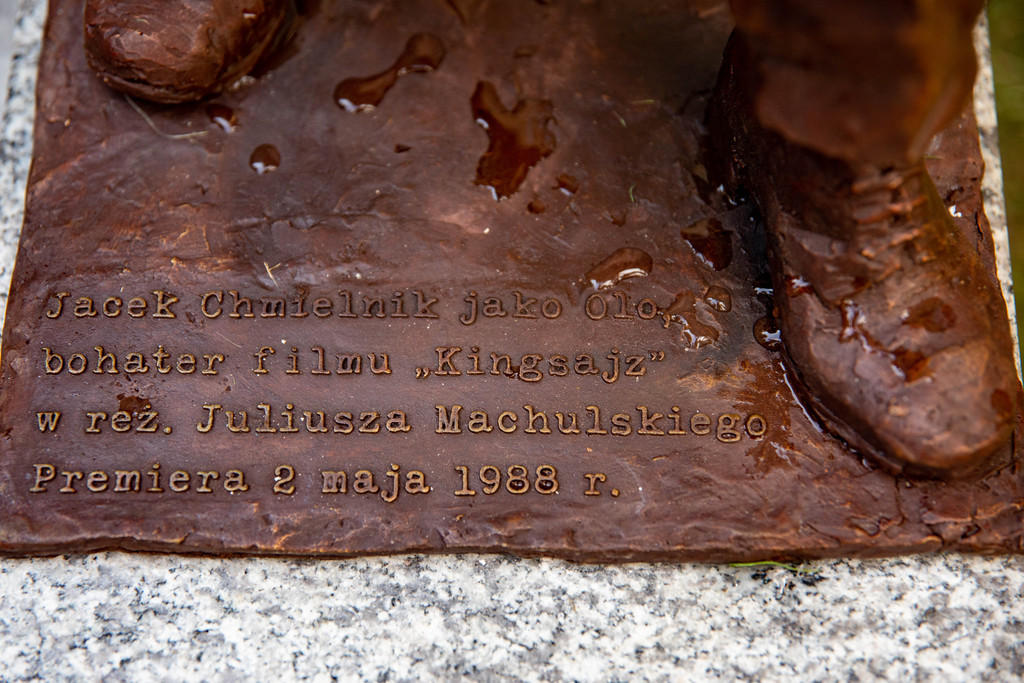 Jacek Chmielnik jako Olo,
bohater filmu „Kingsajz”
w reż. Juliusza Machulskiego
Premiera 2 maja 1988 r.